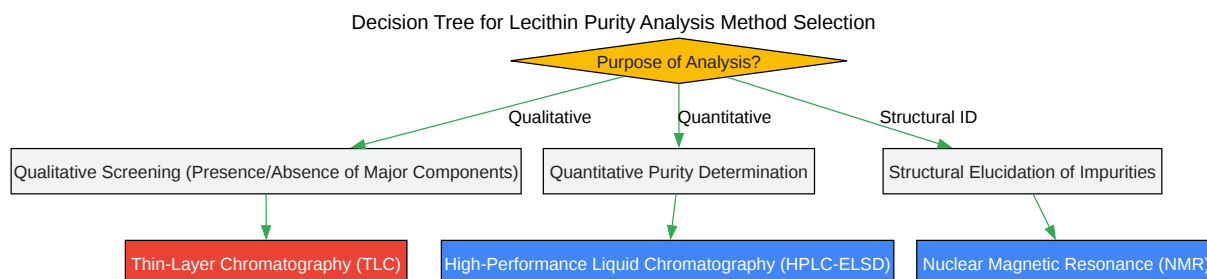 Decision Tree for Lecithin Purity Analysis Method Selection
Purpose of Analysis?
Qualitative
Quantitative
Structural ID
Qualitative Screening (Presence/Absence of Major Components)
Quantitative Purity Determination
Structural Elucidation of Impurities
Thin-Layer Chromatography (TLC)
High-Performance Liquid Chromatography (HPLC-ELSD)
Nuclear Magnetic Resonance (NMR)